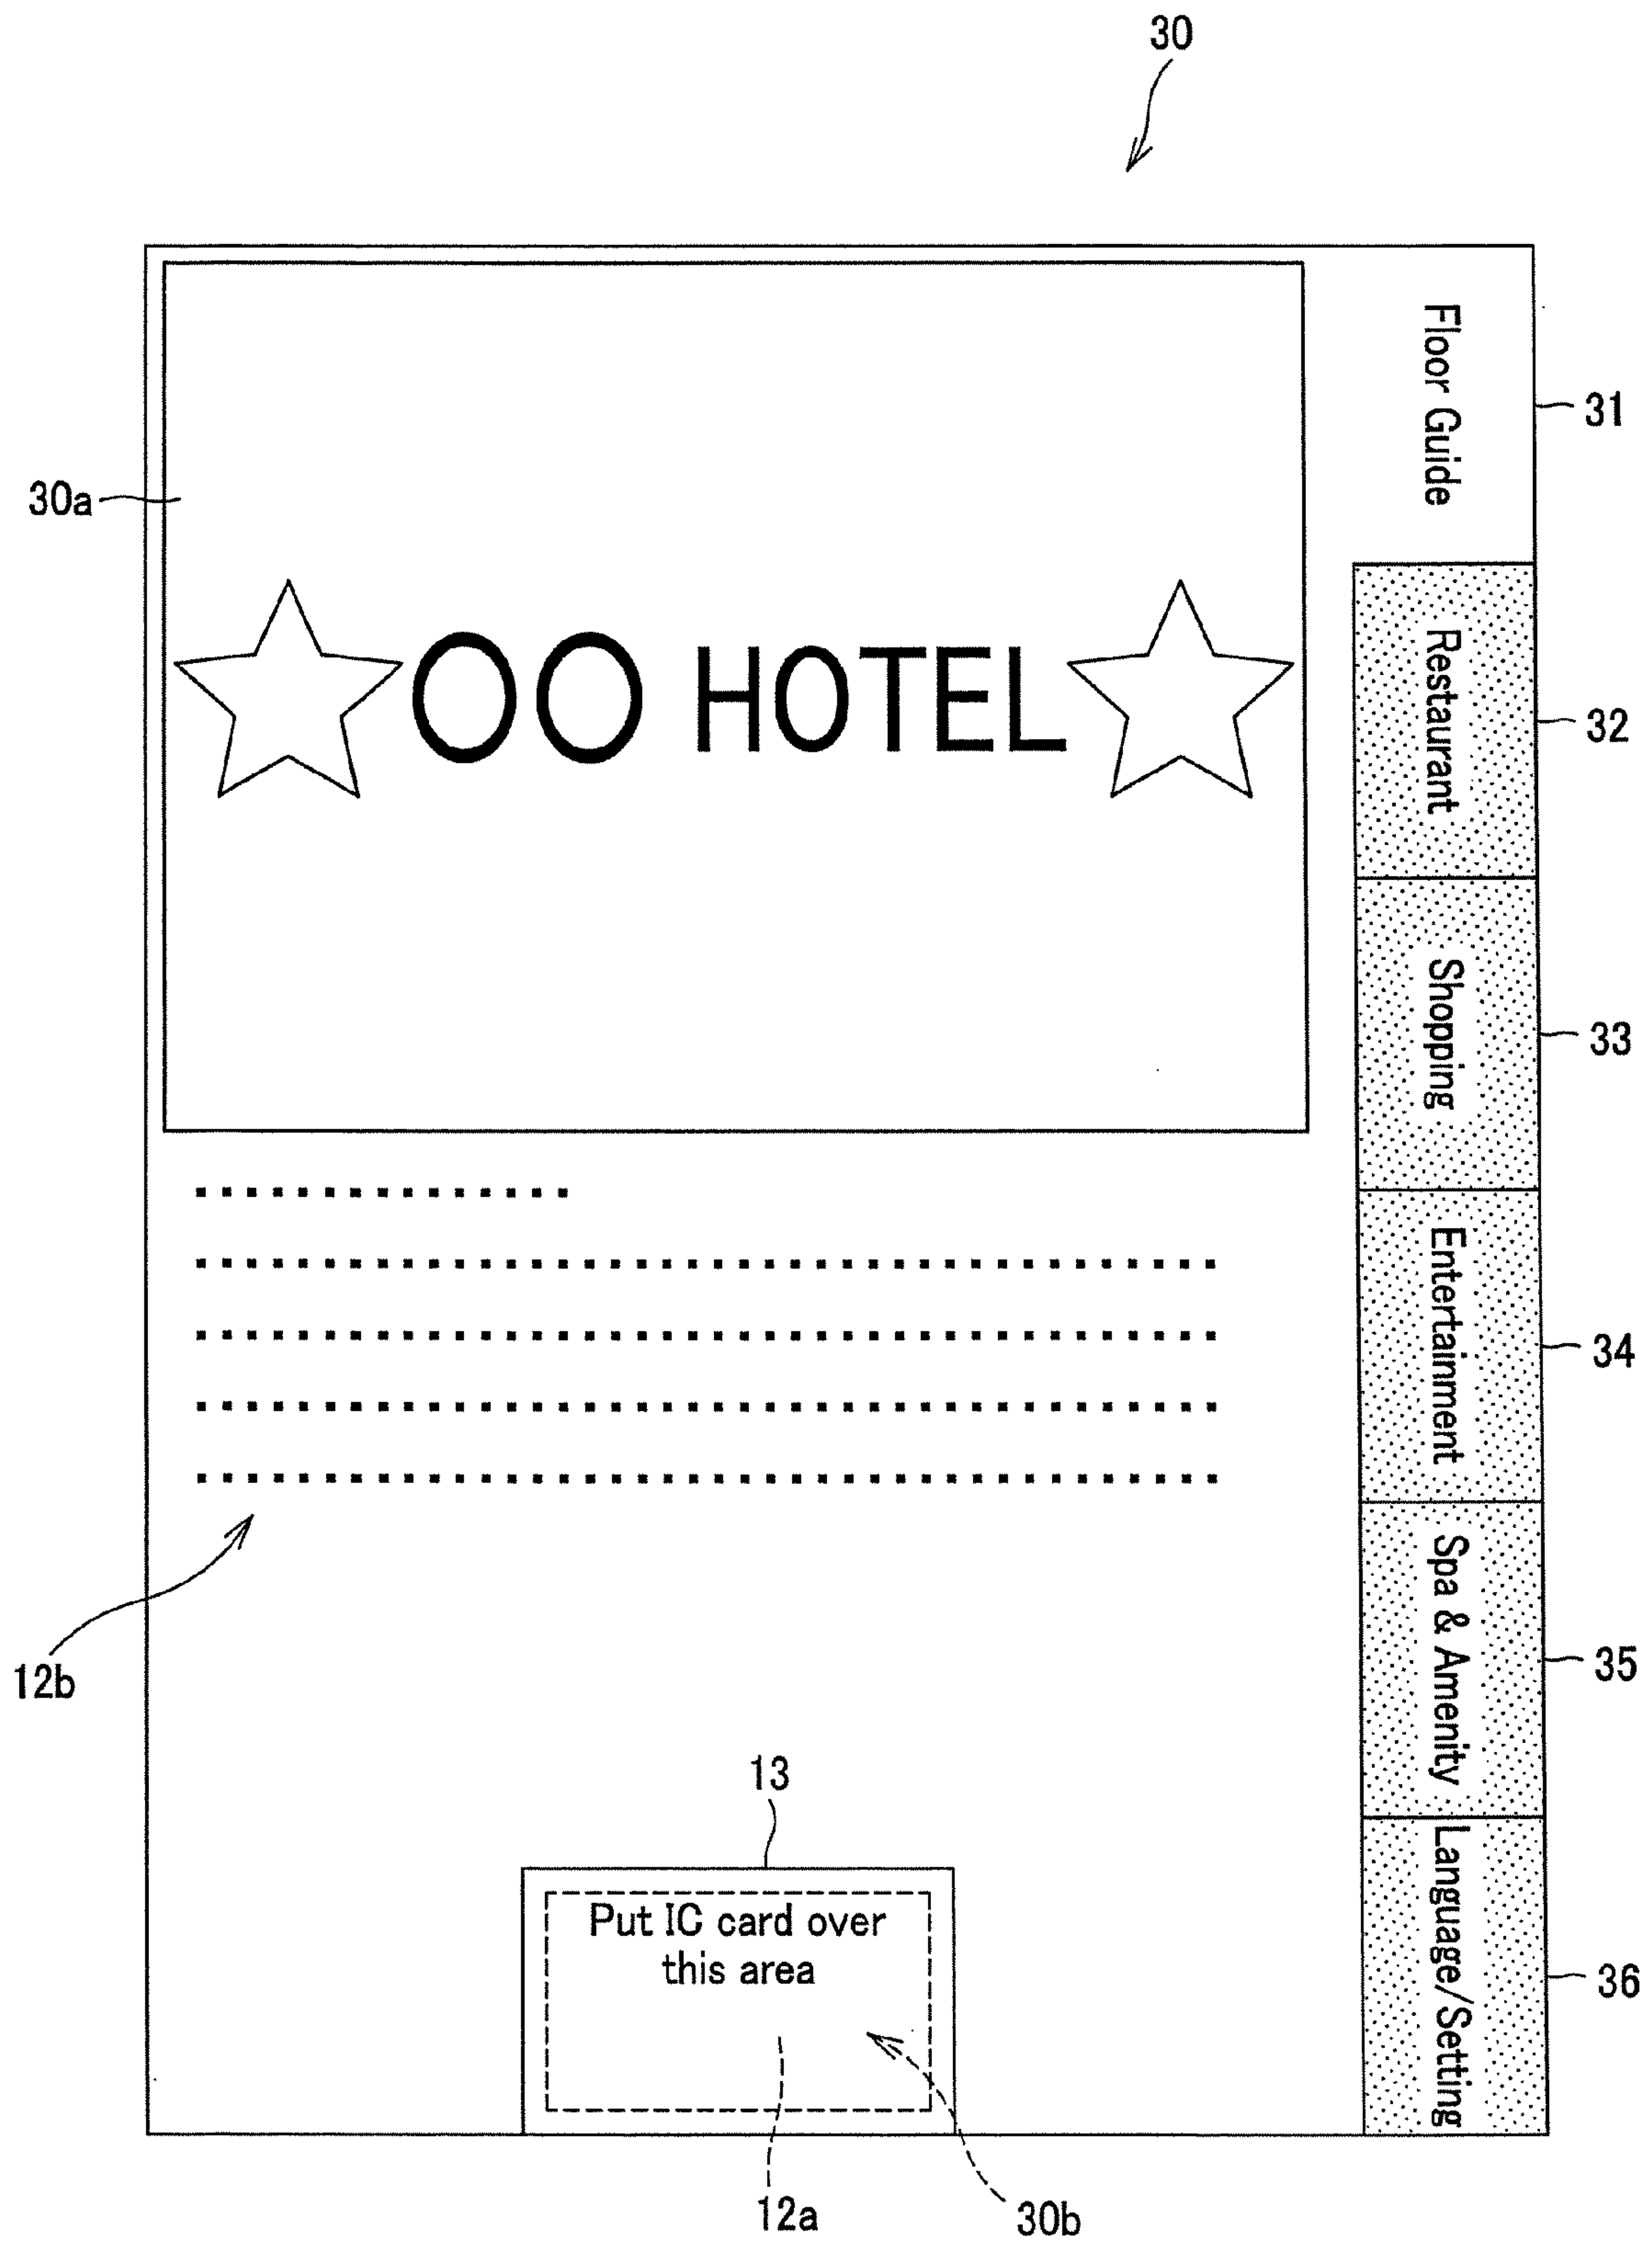 30
Floor Guide
31
30a
OO HOTEL
Restaurant
32
Shopping
33
Entertainment
34
Spa & Amenity
35
12b
13
Put IC card over
this area
Language/Setting
36
12a
30b